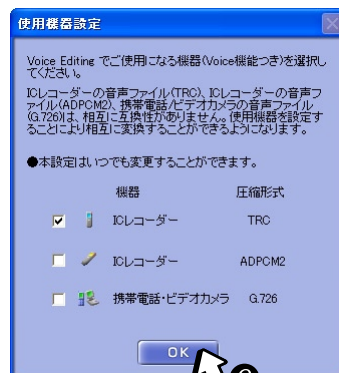 使用機器設定
Voice Editing でご使用になる機器(Voice機能つき)を選択し
てください。
ICレコーダーの音声ファイル(TRC)、ICレコーダーの音声フ
ァイル(ADPCM2)、携帯電話/ビデオカメラの音声ファイル
(G.726)は、相互に互換性がありません。使用機器を設定す
ることにより相互に変換することができるようになります。
●本設定はいつでも変更することができます。
機器 圧縮形式
ICレコーダー TRC
ICレコーダー ADPCM2
携帯電話・ビデオカメラ G.726
OK